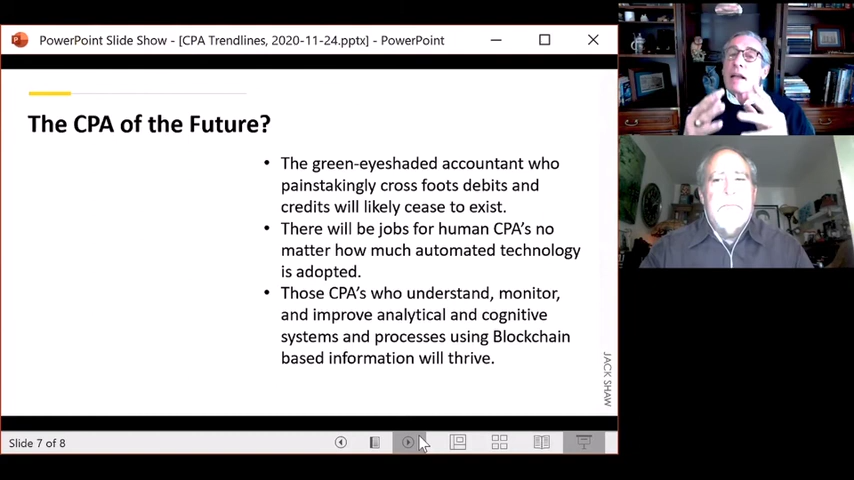 PowerPoint Slide Show - [CPA Trendlines, 2020-11-24.pptx] - PowerPoint
The CPA of the Future?
• The green-eyeshaded accountant who
painstakingly cross foots debits and
credits will likely cease to exist.
• There will be jobs for human CPA's no
matter how much automated technology
is adopted.
• Those CPA's who understand, monitor,
and improve analytical and cognitive
systems and processes using Blockchain
based information will thrive.
JACK SHAW
Slide 7 of 8